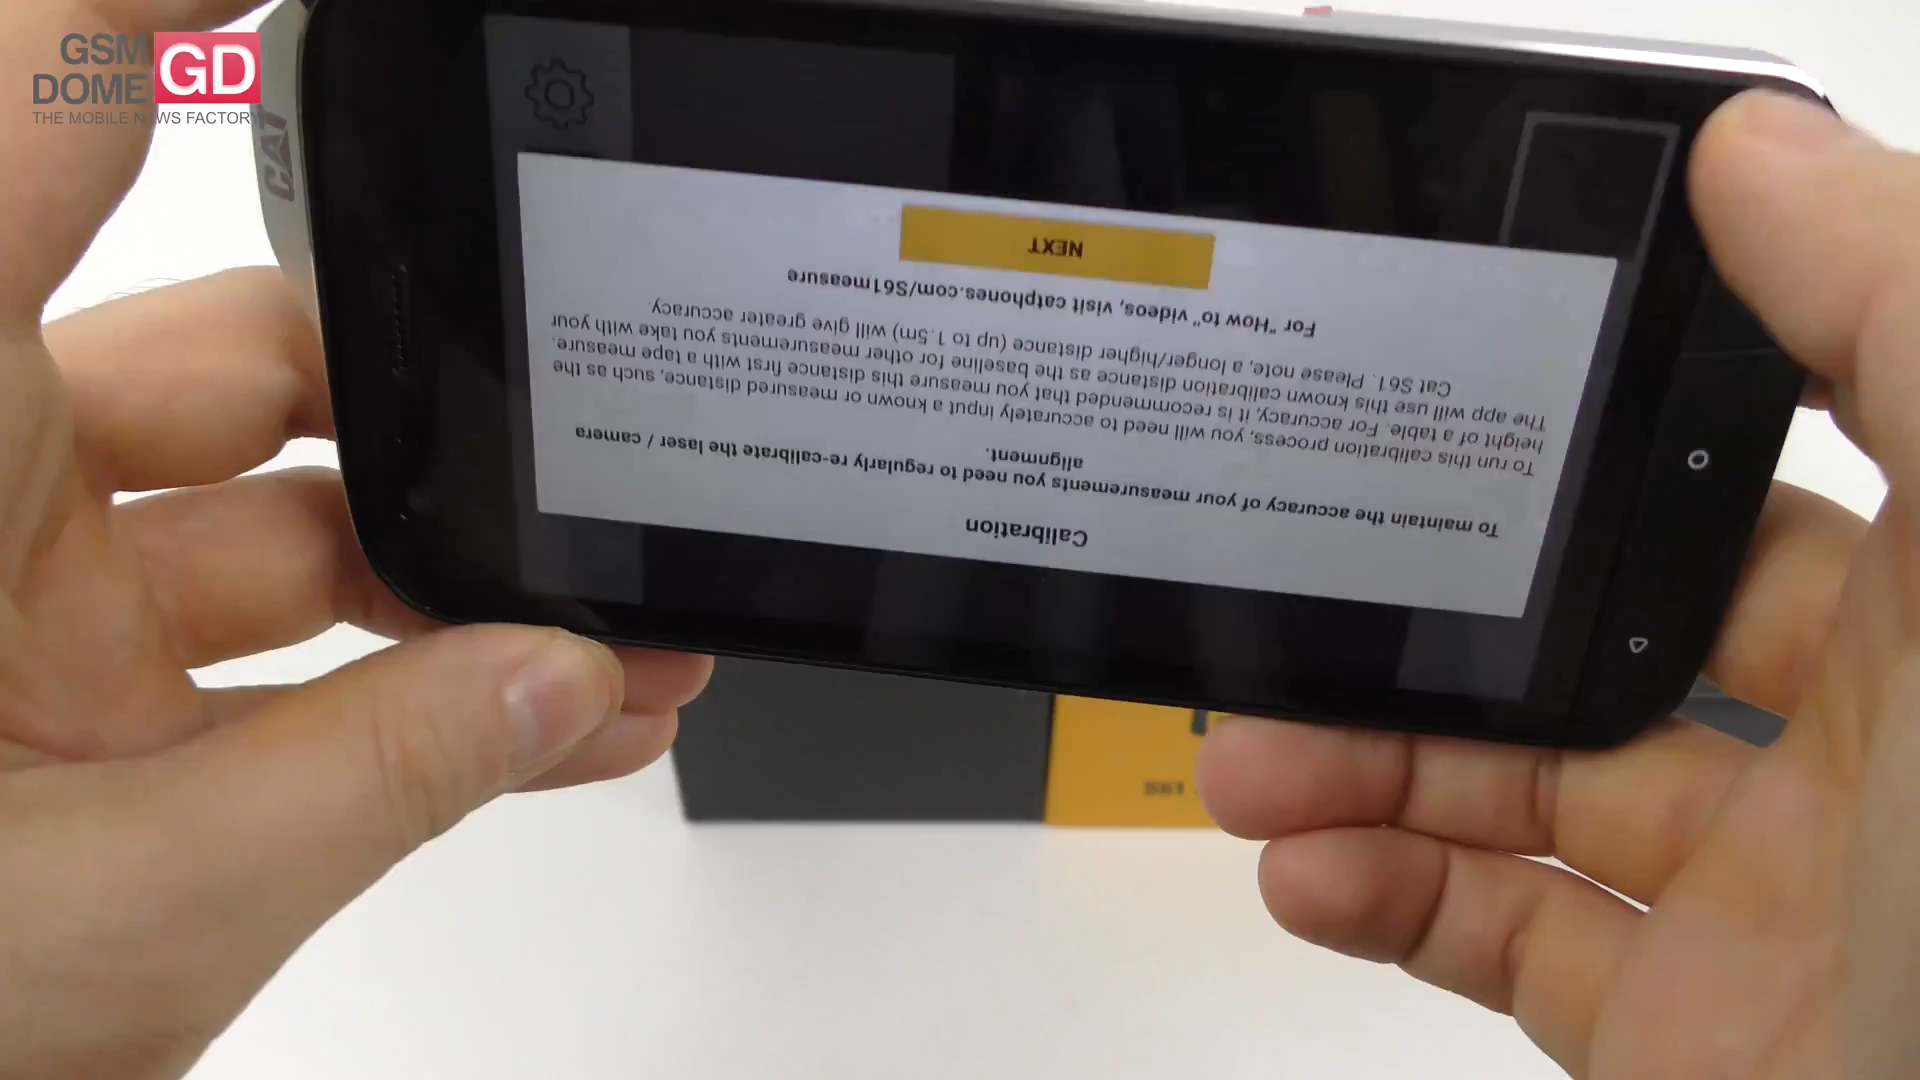 GSM
DOME
GD
THE MOBILE NEWS FACTORY
CAT
Calibration
To maintain the accuracy of your measurements you need to regularly re-calibrate the laser / camera
alignment.
To run this calibration process, you will need to accurately input a known or measured distance, such as the
height of a table. For accuracy, it is recommended that you measure this distance first with a tape measure.
The app will use this known calibration distance as the baseline for other measurements you take with your
Cat S61. Please note, a longer/higher distance (up to 1.5m) will give greater accuracy.
For "How to" videos, visit catphones.com/S61measure
NEXT